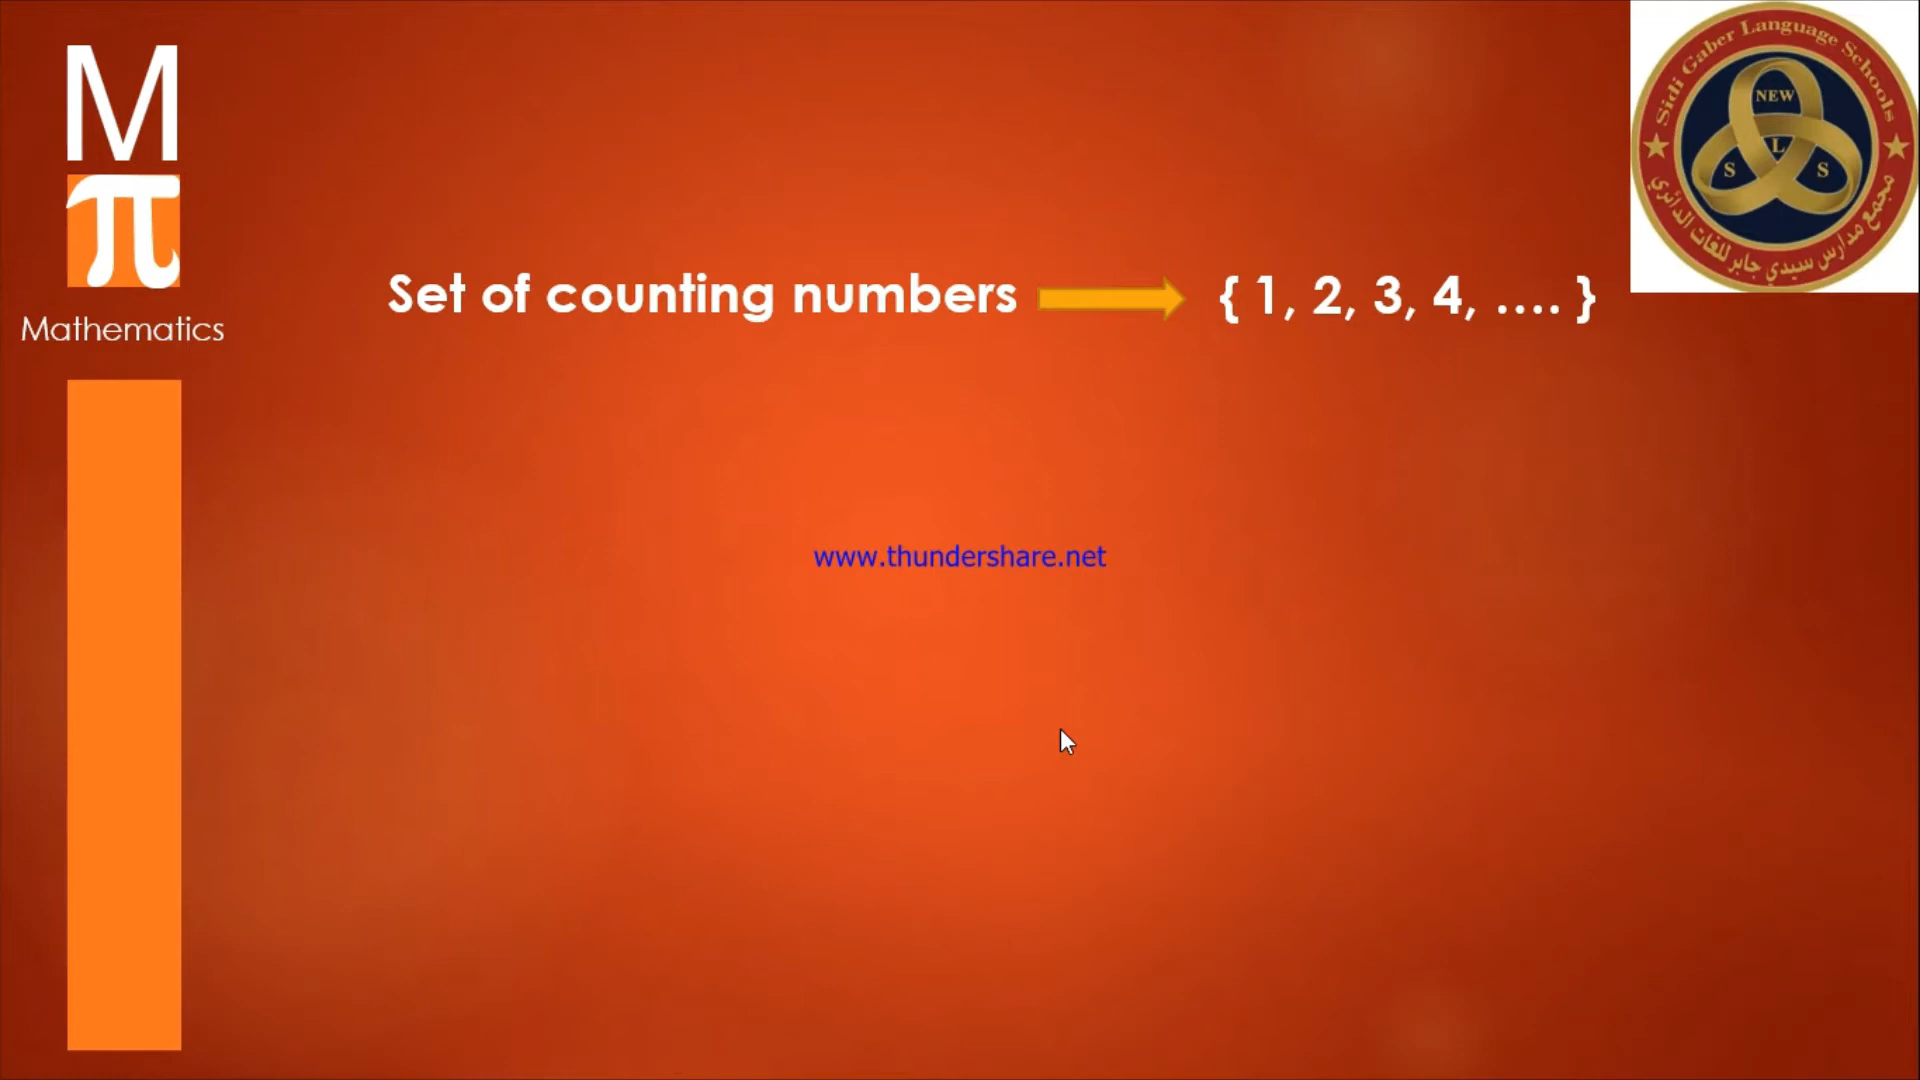 M
π
Mathematics
Set of counting numbers { 1, 2, 3, 4, .... }
www.thundershare.net
Sidi Gaber Language Schools
NEW
S L S
مجمع مدارس سيدي جابر للغات الدائري